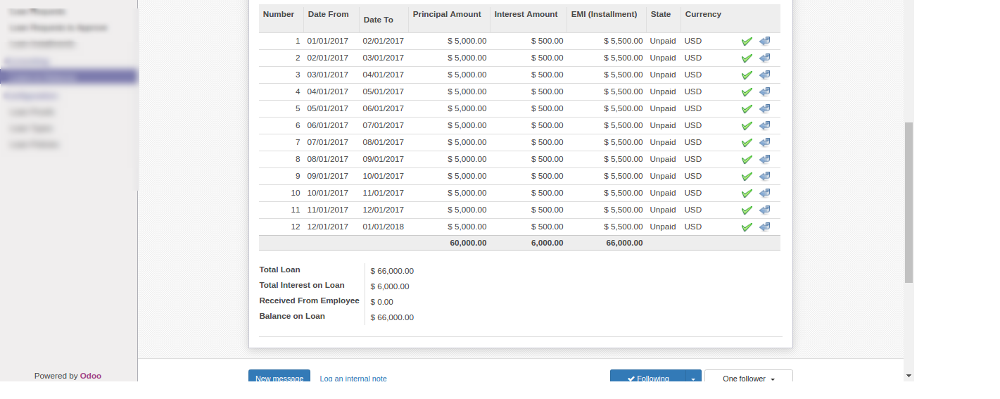 Number Date From Date To Principal Amount Interest Amount EMI (Installment) State Currency
1 01/01/2017 02/01/2017 $ 5,000.00 $ 500.00 $ 5,500.00 Unpaid USD
2 02/01/2017 03/01/2017 $ 5,000.00 $ 500.00 $ 5,500.00 Unpaid USD
3 03/01/2017 04/01/2017 $ 5,000.00 $ 500.00 $ 5,500.00 Unpaid USD
4 04/01/2017 05/01/2017 $ 5,000.00 $ 500.00 $ 5,500.00 Unpaid USD
5 05/01/2017 06/01/2017 $ 5,000.00 $ 500.00 $ 5,500.00 Unpaid USD
6 06/01/2017 07/01/2017 $ 5,000.00 $ 500.00 $ 5,500.00 Unpaid USD
7 07/01/2017 08/01/2017 $ 5,000.00 $ 500.00 $ 5,500.00 Unpaid USD
8 08/01/2017 09/01/2017 $ 5,000.00 $ 500.00 $ 5,500.00 Unpaid USD
9 09/01/2017 10/01/2017 $ 5,000.00 $ 500.00 $ 5,500.00 Unpaid USD
10 10/01/2017 11/01/2017 $ 5,000.00 $ 500.00 $ 5,500.00 Unpaid USD
11 11/01/2017 12/01/2017 $ 5,000.00 $ 500.00 $ 5,500.00 Unpaid USD
12 12/01/2017 01/01/2018 $ 5,000.00 $ 500.00 $ 5,500.00 Unpaid USD
60,000.00 6,000.00 66,000.00
Total Loan $ 66,000.00
Total Interest on Loan $ 6,000.00
Received From Employee $ 0.00
Balance on Loan $ 66,000.00
Powered by Odoo
New message Log an internal note Following One follower